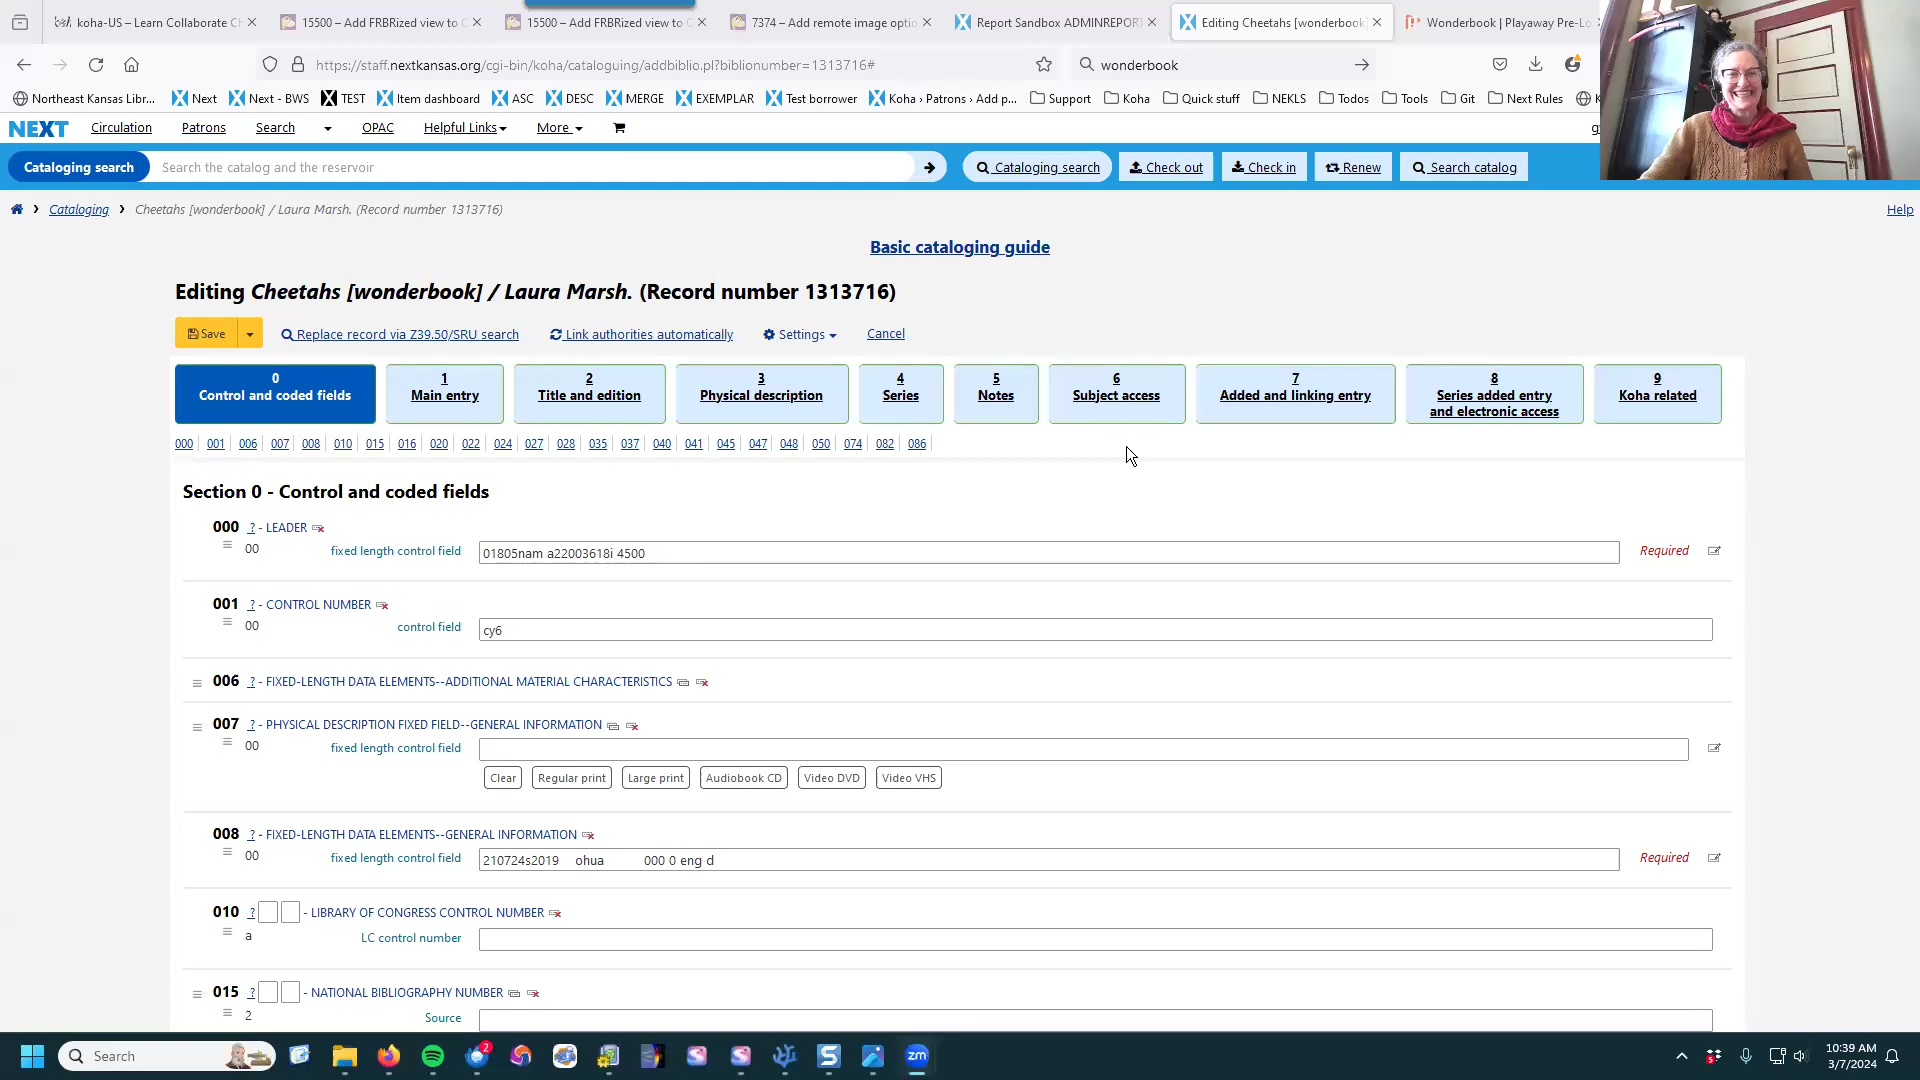 koha-US – Learn Collaborate C
15500 – Add FRBRized view to C
15500 – Add FRBRized view to C
7374 – Add remote image optio
Report Sandbox ADMINREPORT
Editing Cheetahs [wonderbook]
Wonderbook | Playaway Pre-Lo
https://staff.nextkansas.org/cgi-bin/koha/cataloguing/addbiblio.pl?biblionumber=1313716#
wonderbook
Northeast Kansas Libr...
Next
Next - BWS
TEST
Item dashboard
ASC
DESC
MERGE
EXEMPLAR
Test borrower
Koha › Patrons › Add p...
Support
Koha
Quick stuff
NEKLS
Todos
Tools
Git
Next Rules
NEXT Circulation Patrons Search OPAC Helpful Links More
Cataloging search Search the catalog and the reservoir Cataloging search Check out Check in Renew Search catalog
Cataloging Cheetahs [wonderbook] / Laura Marsh. (Record number 1313716) Help
Basic cataloging guide
Editing Cheetahs [wonderbook] / Laura Marsh. (Record number 1313716)
Save Replace record via Z39.50/SRU search Link authorities automatically Settings Cancel
0 Control and coded fields
1 Main entry
2 Title and edition
3 Physical description
4 Series
5 Notes
6 Subject access
7 Added and linking entry
8 Series added entry and electronic access
9 Koha related
000 001 006 007 008 010 015 016 020 022 024 027 028 035 037 040 041 045 047 048 050 074 082 086
Section 0 - Control and coded fields
000 ? - LEADER
00 fixed length control field 01805nam a22003618i 4500 Required
001 ? - CONTROL NUMBER
00 control field cy6
006 ? - FIXED-LENGTH DATA ELEMENTS--ADDITIONAL MATERIAL CHARACTERISTICS
007 ? - PHYSICAL DESCRIPTION FIXED FIELD--GENERAL INFORMATION
00 fixed length control field
Clear Regular print Large print Audiobook CD Video DVD Video VHS
008 ? - FIXED-LENGTH DATA ELEMENTS--GENERAL INFORMATION
00 fixed length control field 210724s2019 ohua 000 0 eng d Required
010 ? - LIBRARY OF CONGRESS CONTROL NUMBER
a LC control number
015 ? - NATIONAL BIBLIOGRAPHY NUMBER
2 Source
Search
2
zm
10:39 AM
3/7/2024